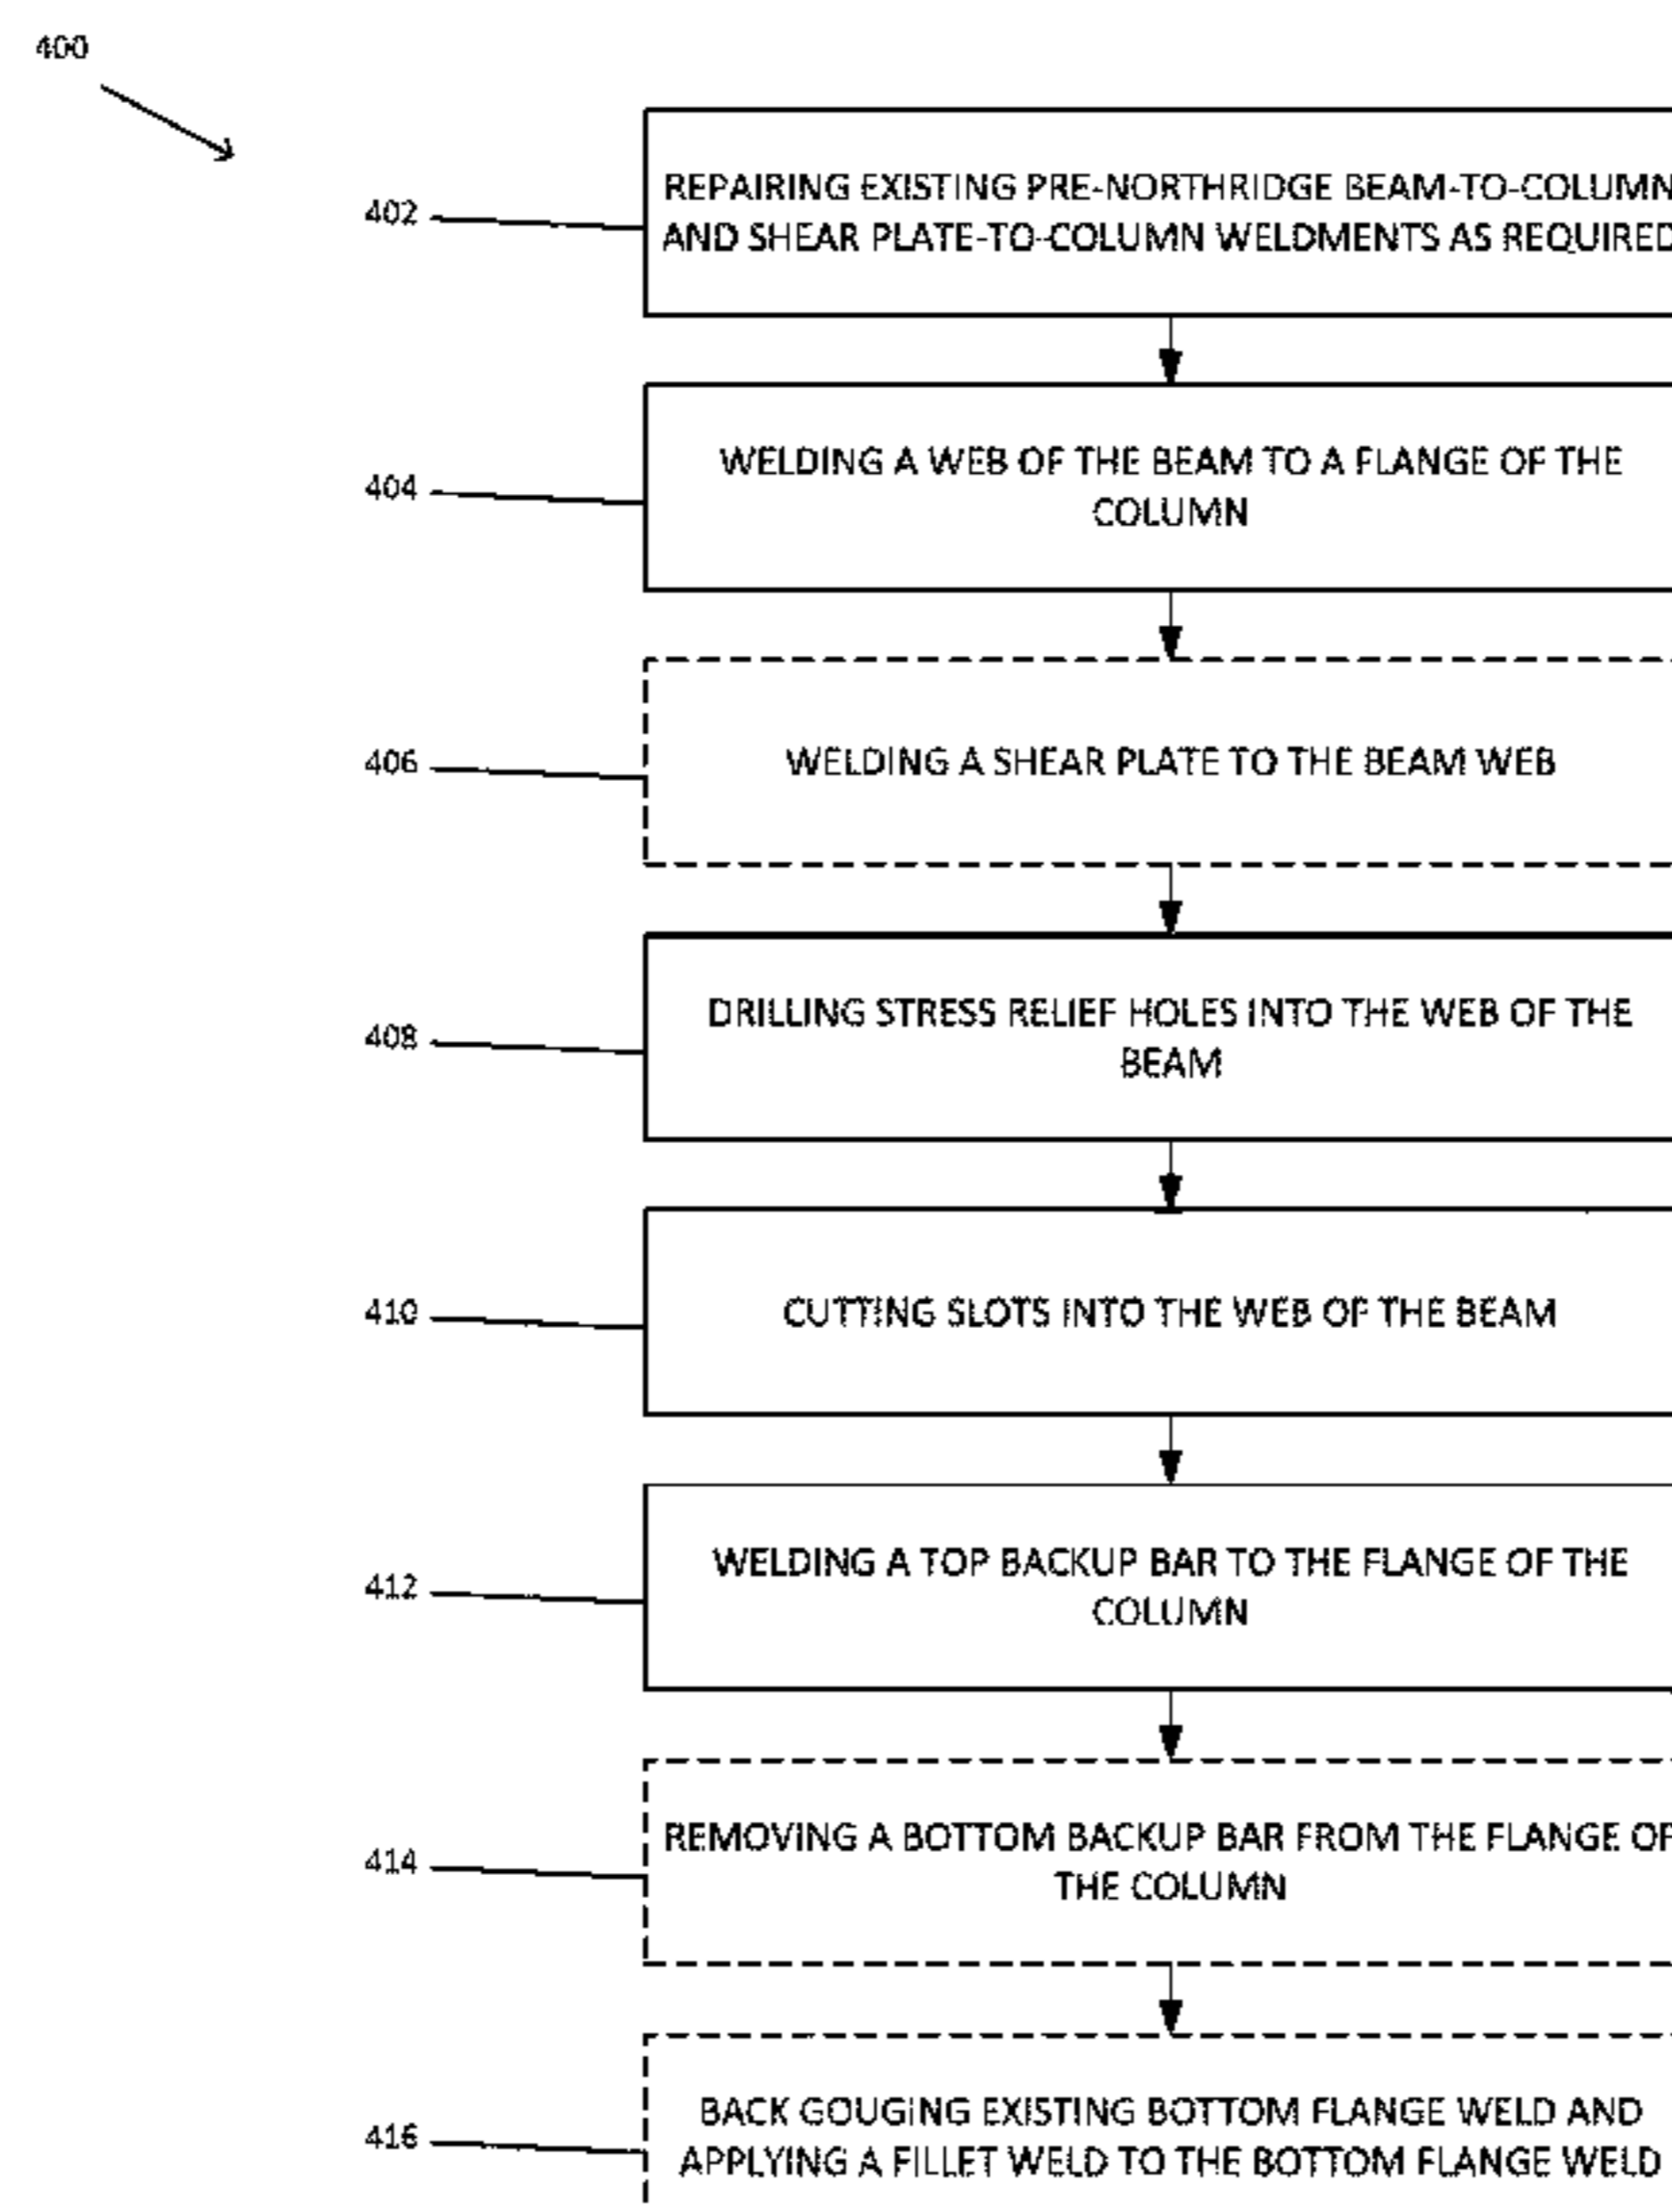 400
402
REPAIRING EXISTING PRE-NORTHRIDGE BEAM-TO-COLUMN
AND SHEAR PLATE-TO-COLUMN WELDMENTS AS REQUIRED
404
WELDING A WEB OF THE BEAM TO A FLANGE OF THE
COLUMN
406
WELDING A SHEAR PLATE TO THE BEAM WEB
408
DRILLING STRESS RELIEF HOLES INTO THE WEB OF THE
BEAM
410
CUTTING SLOTS INTO THE WEB OF THE BEAM
412
WELDING A TOP BACKUP BAR TO THE FLANGE OF THE
COLUMN
414
REMOVING A BOTTOM BACKUP BAR FROM THE FLANGE OF
THE COLUMN
416
BACK GOUGING EXISTING BOTTOM FLANGE WELD AND
APPLYING A FILLET WELD TO THE BOTTOM FLANGE WELD